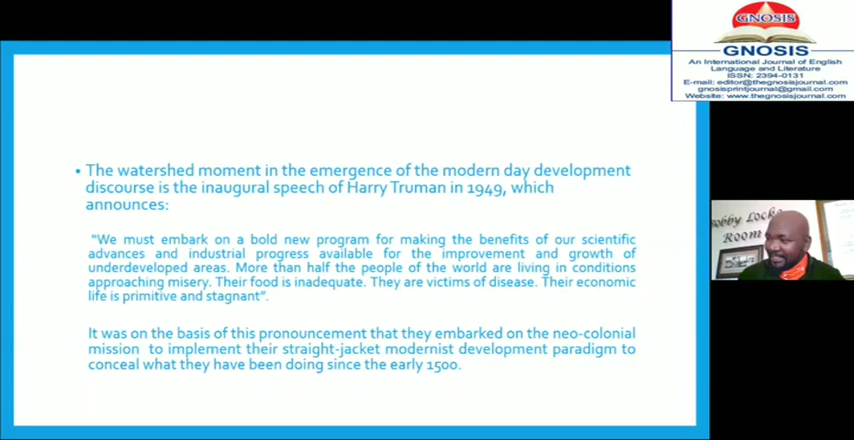 GNOSIS
GNOSIS
An International Journal of English
Language and Literature
ISSN: 2394-0131
E-mail: editor@thegnosisjournal.com
gnosisprintjournal@gmail.com
Website: www.thegnosisjournal.com
• The watershed moment in the emergence of the modern day development
discourse is the inaugural speech of Harry Truman in 1949, which
announces:
"We must embark on a bold new program for making the benefits of our scientific
advances and industrial progress available for the improvement and growth of
underdeveloped areas. More than half the people of the world are living in conditions
approaching misery. Their food is inadequate. They are victims of disease. Their economic
life is primitive and stagnant".
It was on the basis of this pronouncement that they embarked on the neo-colonial
mission to implement their straight-jacket modernist development paradigm to
conceal what they have been doing since the early 1500.
obby Locke
Room